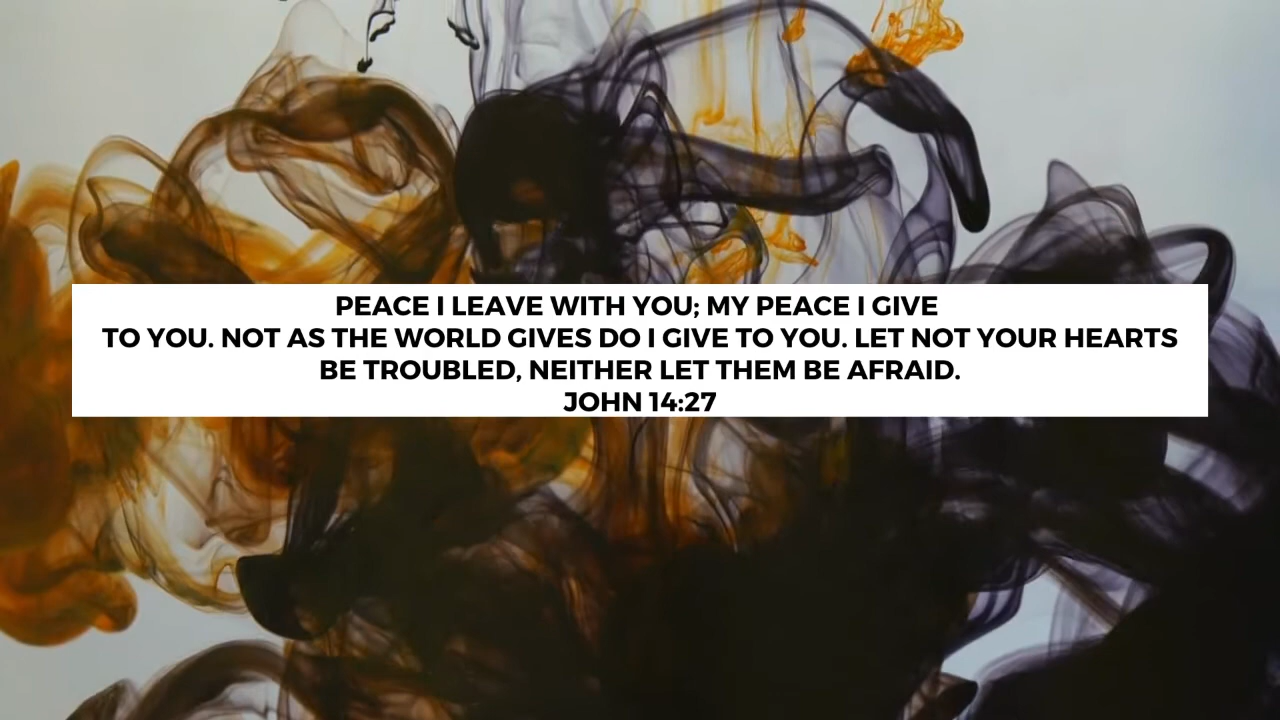 PEACE I LEAVE WITH YOU; MY PEACE I GIVE
TO YOU. NOT AS THE WORLD GIVES DO I GIVE TO YOU. LET NOT YOUR HEARTS
BE TROUBLED, NEITHER LET THEM BE AFRAID.
JOHN 14:27